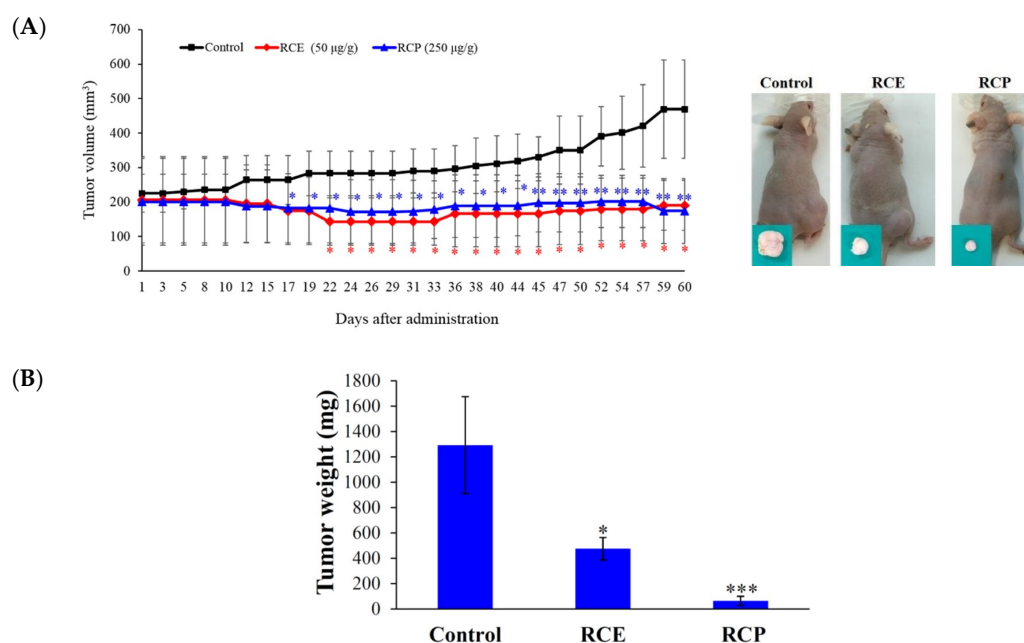 (A)
700
600
500
400
300
200
100
0
Tumor volume (mm³)
Control RCE (50 μg/g) RCP (250 μg/g)
* * * * * * * * * * * ** ** ** ** ** ** ** **
* * * * * * * * * * * * * * * * *
1 3 5 8 10 12 15 17 19 22 24 26 29 31 33 36 38 40 44 45 47 50 52 54 57 59 60
Days after administration
Control RCE RCP
(B)
1800
1600
1400
1200
1000
800
600
400
200
0
Tumor weight (mg)
* ***
Control RCE RCP